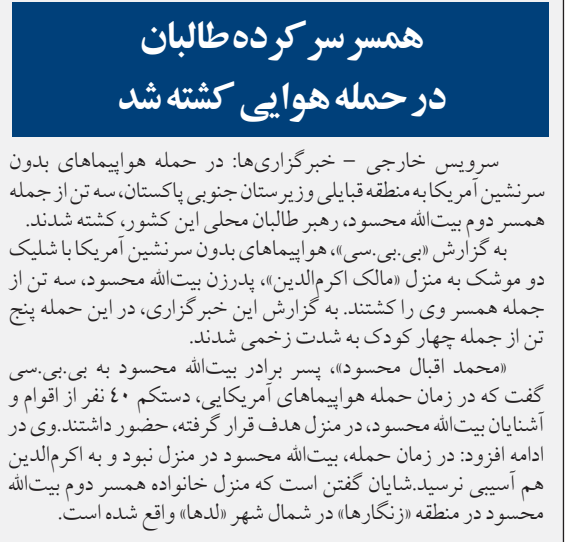 همسر سرکرده طالبان
در حمله هوایی کشته شد
سرویس خارجی – خبرگزاری‌ها: در حمله هواپیماهای بدون
سرنشین آمریکا به منطقه قبایلی وزیرستان جنوبی پاکستان، سه تن از جمله
همسر دوم بیت‌الله محسود، رهبر طالبان محلی این کشور، کشته شدند.
به گزارش «بی.بی.سی»، هواپیماهای بدون سرنشین آمریکا با شلیک
دو موشک به منزل «مالک اکرم‌الدین»، پدرزن بیت‌الله محسود، سه تن از
جمله همسر وی را کشتند. به گزارش این خبرگزاری، در این حمله پنج
تن از جمله چهار کودک به شدت زخمی شدند.
«محمد اقبال محسود»، پسر برادر بیت‌الله محسود به بی.بی.سی
گفت که در زمان حمله هواپیماهای آمریکایی، دستکم ٤٠ نفر از اقوام و
آشنایان بیت‌الله محسود، در منزل هدف قرار گرفته، حضور داشتند.وی در
ادامه افزود: در زمان حمله، بیت‌الله محسود در منزل نبود و به اکرم‌الدین
هم آسیبی نرسید.شایان گفتن است که منزل خانواده همسر دوم بیت‌الله
محسود در منطقه «زنگارها» در شمال شهر «لدها» واقع شده است.